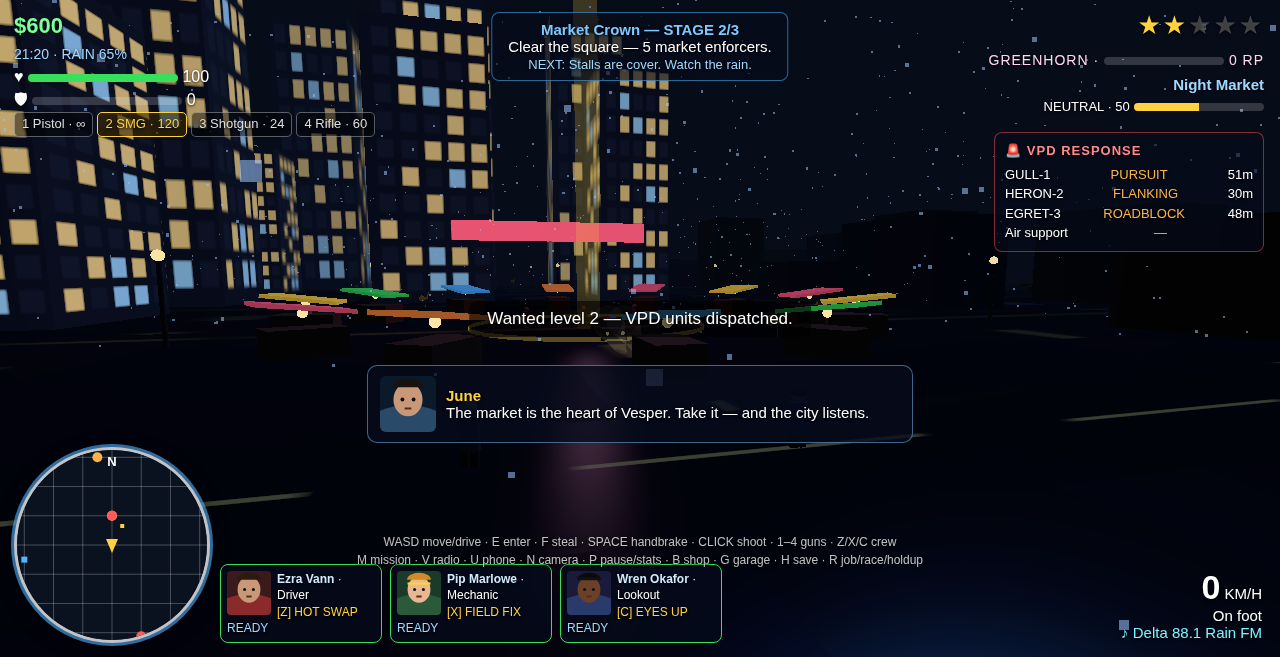 $600
21:20 · RAIN 65%
♥ 100
0
1 Pistol · ∞ 2 SMG · 120 3 Shotgun · 24 4 Rifle · 60
Market Crown — STAGE 2/3
Clear the square — 5 market enforcers.
NEXT: Stalls are cover. Watch the rain.
★★★★★
GREENHORN · 0 RP
Night Market
NEUTRAL · 50
🚨 VPD RESPONSE
GULL-1 PURSUIT 51m
HERON-2 FLANKING 30m
EGRET-3 ROADBLOCK 48m
Air support —
Wanted level 2 — VPD units dispatched.
June
The market is the heart of Vesper. Take it — and the city listens.
N
WASD move/drive · E enter · F steal · SPACE handbrake · CLICK shoot · 1–4 guns · Z/X/C crew
M mission · V radio · U phone · N camera · P pause/stats · B shop · G garage · H save · R job/race/holdup
Ezra Vann ·
Driver
[Z] HOT SWAP
READY
Pip Marlowe ·
Mechanic
[X] FIELD FIX
READY
Wren Okafor ·
Lookout
[C] EYES UP
READY
0 KM/H
On foot
♪ Delta 88.1 Rain FM